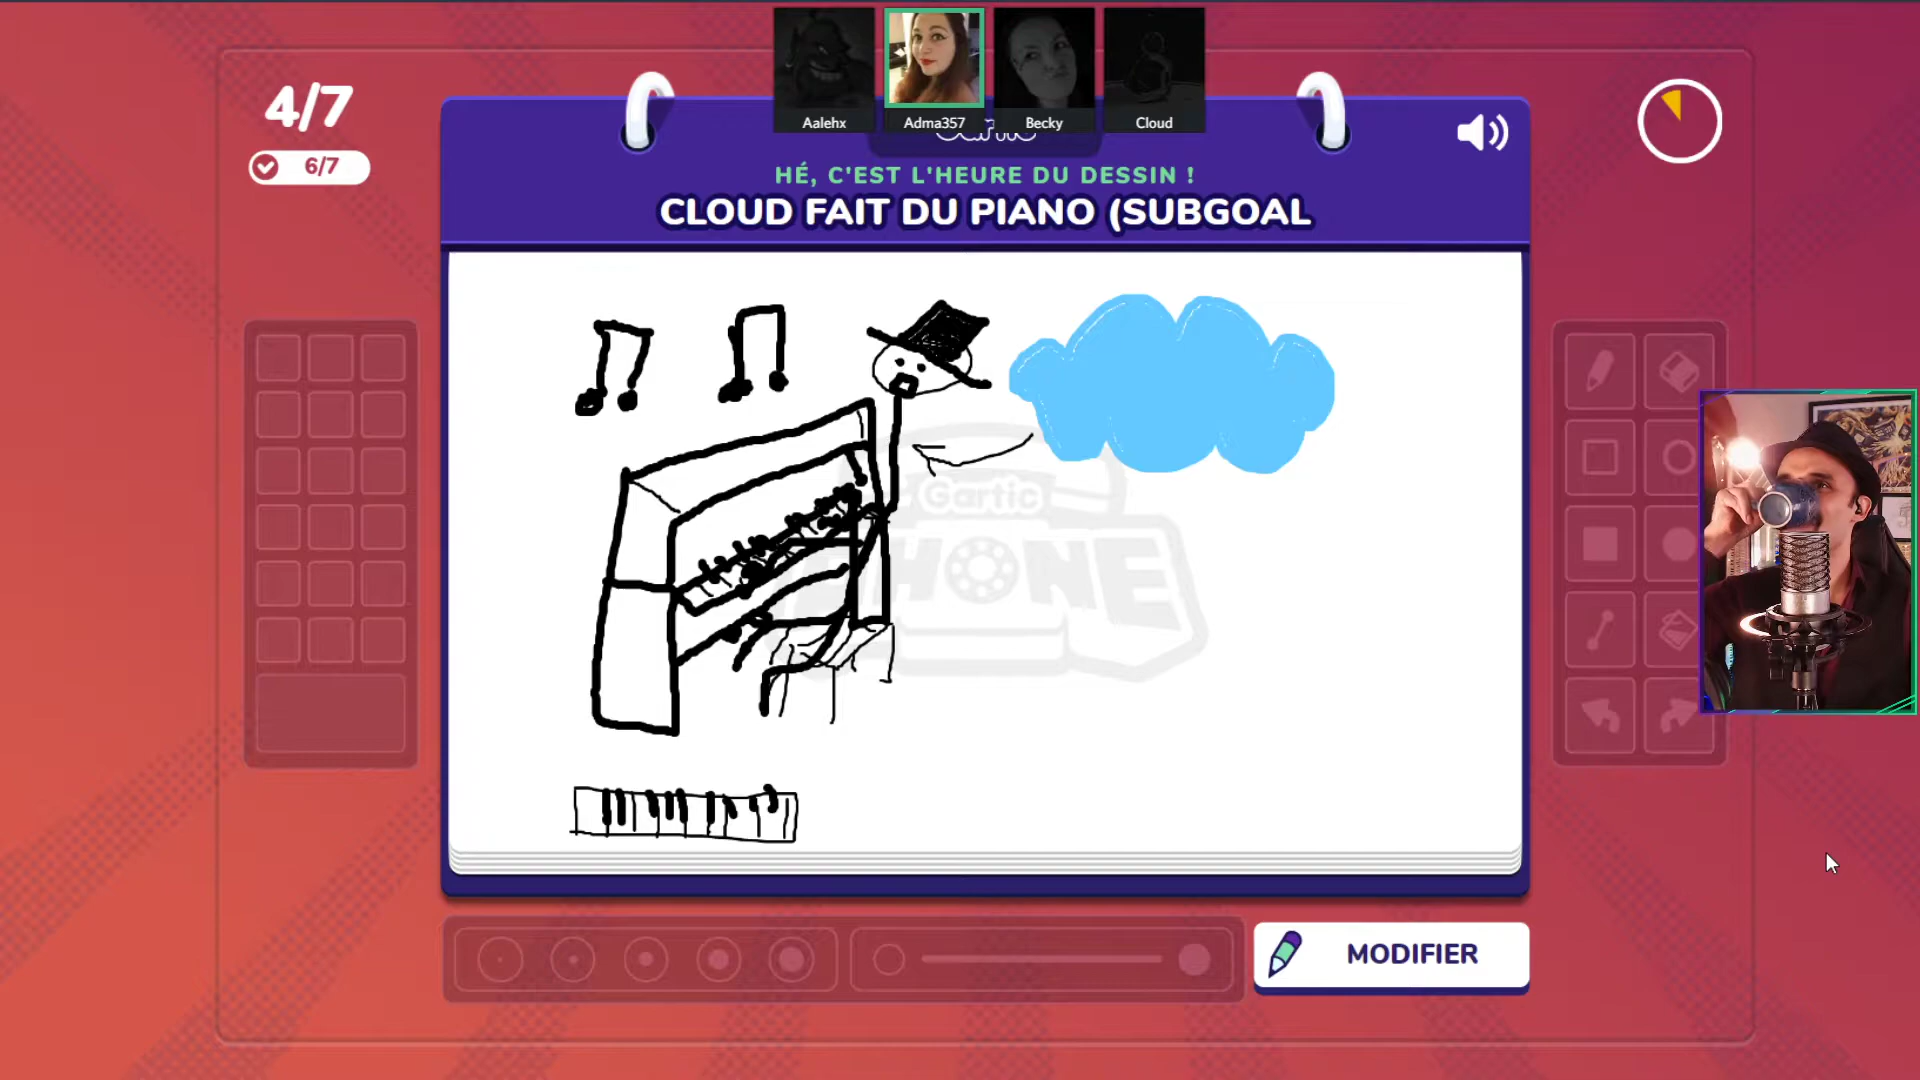 4/7
6/7
Aalehx
Adma357
Becky
Cloud
HÉ, C'EST L'HEURE DU DESSIN !
CLOUD FAIT DU PIANO (SUBGOAL
Gartic
PHONE
MODIFIER